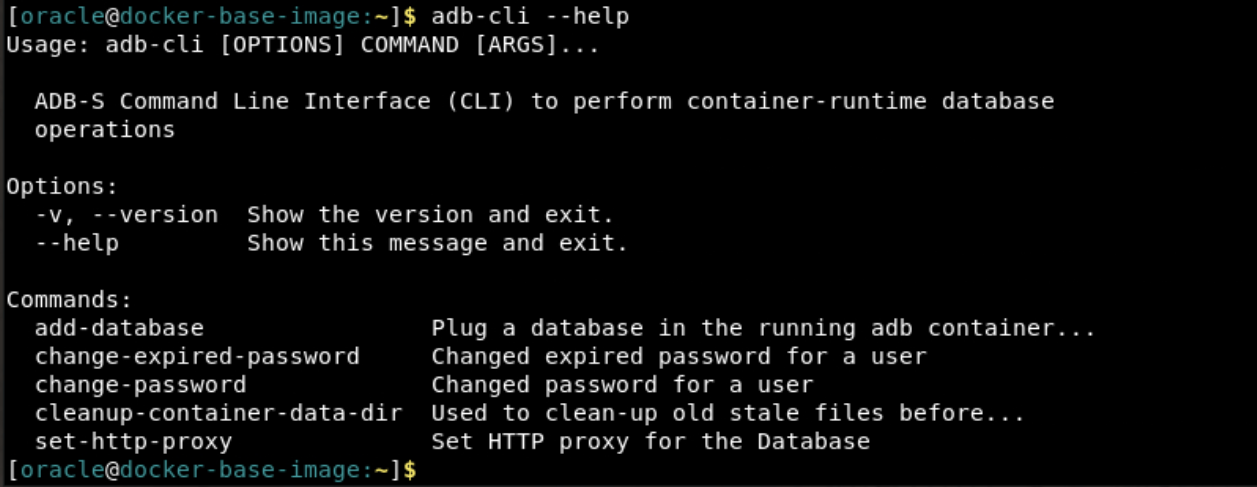 [oracle@docker-base-image:~]$ adb-cli --help
Usage: adb-cli [OPTIONS] COMMAND [ARGS]...
ADB-S Command Line Interface (CLI) to perform container-runtime database
operations
Options:
-v, --version  Show the version and exit.
--help         Show this message and exit.
Commands:
add-database                Plug a database in the running adb container...
change-expired-password     Changed expired password for a user
change-password             Changed password for a user
cleanup-container-data-dir  Used to clean-up old stale files before...
set-http-proxy              Set HTTP proxy for the Database
[oracle@docker-base-image:~]$